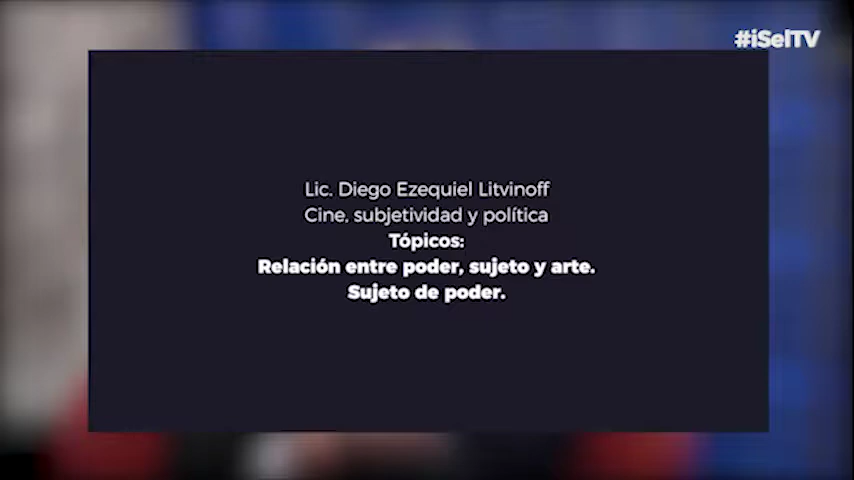 #iSelTV
Lic. Diego Ezequiel Litvinoff
Cine, subjetividad y política
Tópicos:
Relación entre poder, sujeto y arte.
Sujeto de poder.